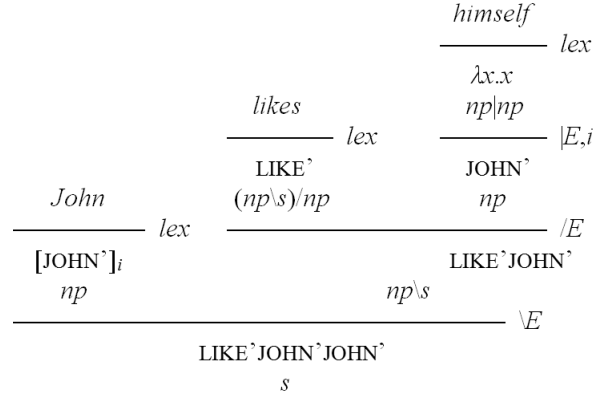 himself
lex
λx.x
likes np|np
lex |E,i
LIKE’ JOHN’
John (np\s)/np np
lex /E
[JOHN’]i LIKE’JOHN’
np np\s
\E
LIKE’JOHN’JOHN’
s